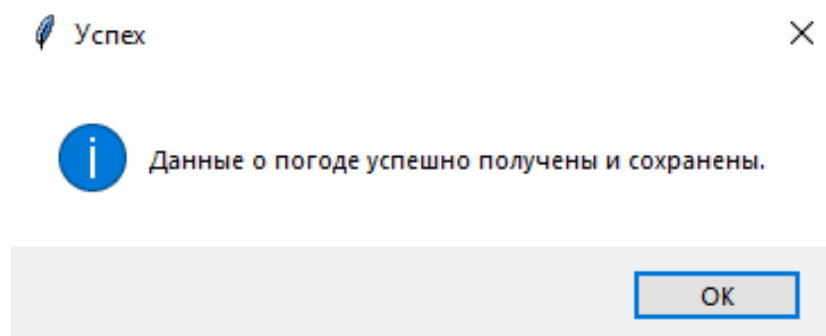 Успех
Данные о погоде успешно получены и сохранены.
OK